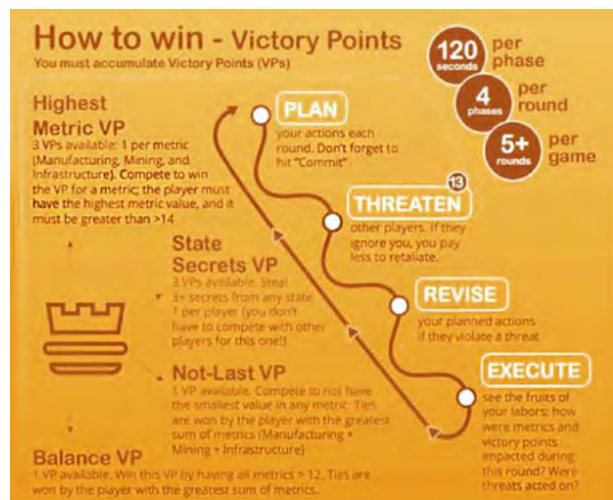 How to win - Victory Points
You must accumulate Victory Points (VPs)
120
seconds
per
phase
4
phases
per
round
5+
rounds
per
game
Highest
Metric VP
3 VPs available: 1 per metric
(Manufacturing, Mining, and
Infrastructure). Compete to win
the VP for a metric; the player must
have the highest metric value, and it
must be greater than >14
State
Secrets VP
3 VPs available. Steal
3+ secrets from any state.
1 per player (you don't
have to compete with other
players for this one!)
Not-Last VP
1 VP available. Compete to not have
the smallest value in any metric. Ties
are won by the player with the greatest
sum of metrics (Manufacturing +
Mining + Infrastructure)
Balance VP
1 VP available. Win this VP by having all metrics > 12. Ties are
won by the player with the greatest sum of metrics.
PLAN
your actions each
round. Don't forget to
hit "Commit"
THREATEN
13
other players. If they
ignore you, you pay
less to retaliate.
REVISE
your planned actions
if they violate a threat
EXECUTE
see the fruits of
your labors; how
were metrics and
victory points
impacted during
this round? Were
threats acted on?